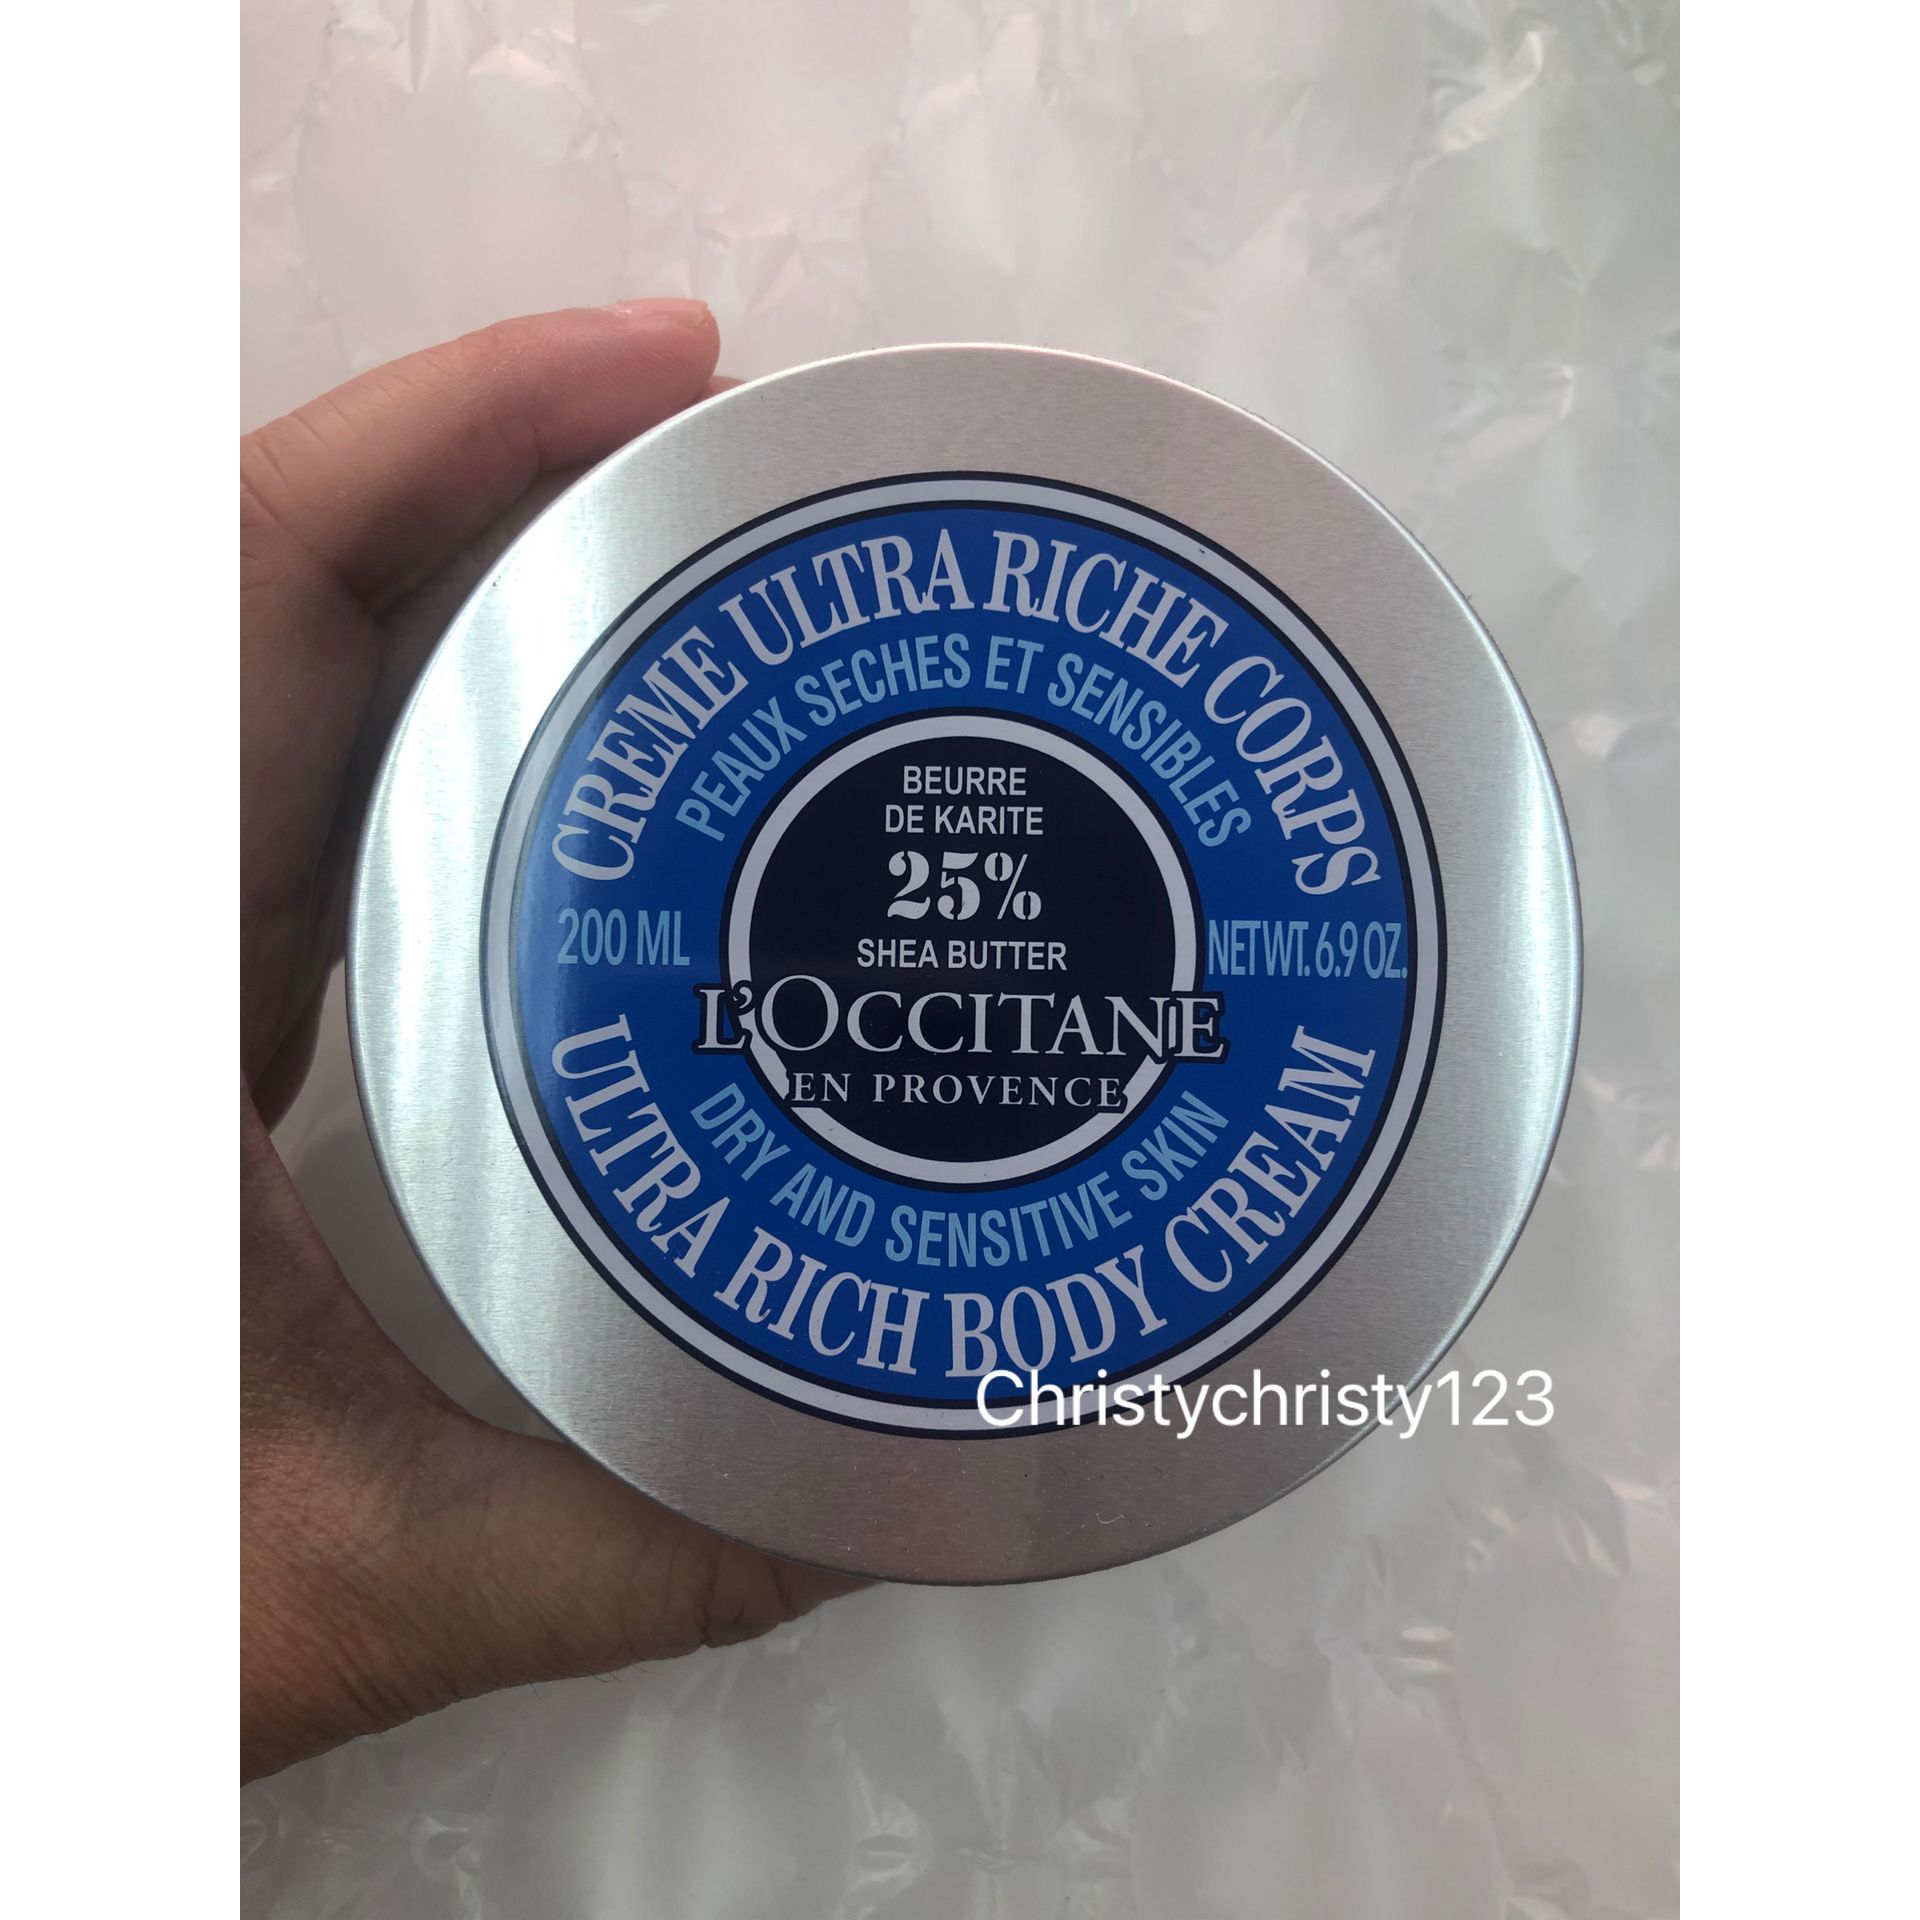 CREME ULTRA RICHE CORPS
PEAUX SECHES ET SENSIBLES
BEURRE
DE KARITE
25%
SHEA BUTTER
200 ML
NET WT. 6.9 OZ.
L'OCCITANE
EN PROVENCE
DRY AND SENSITIVE SKIN
ULTRA RICH BODY CREAM
Christychristy123